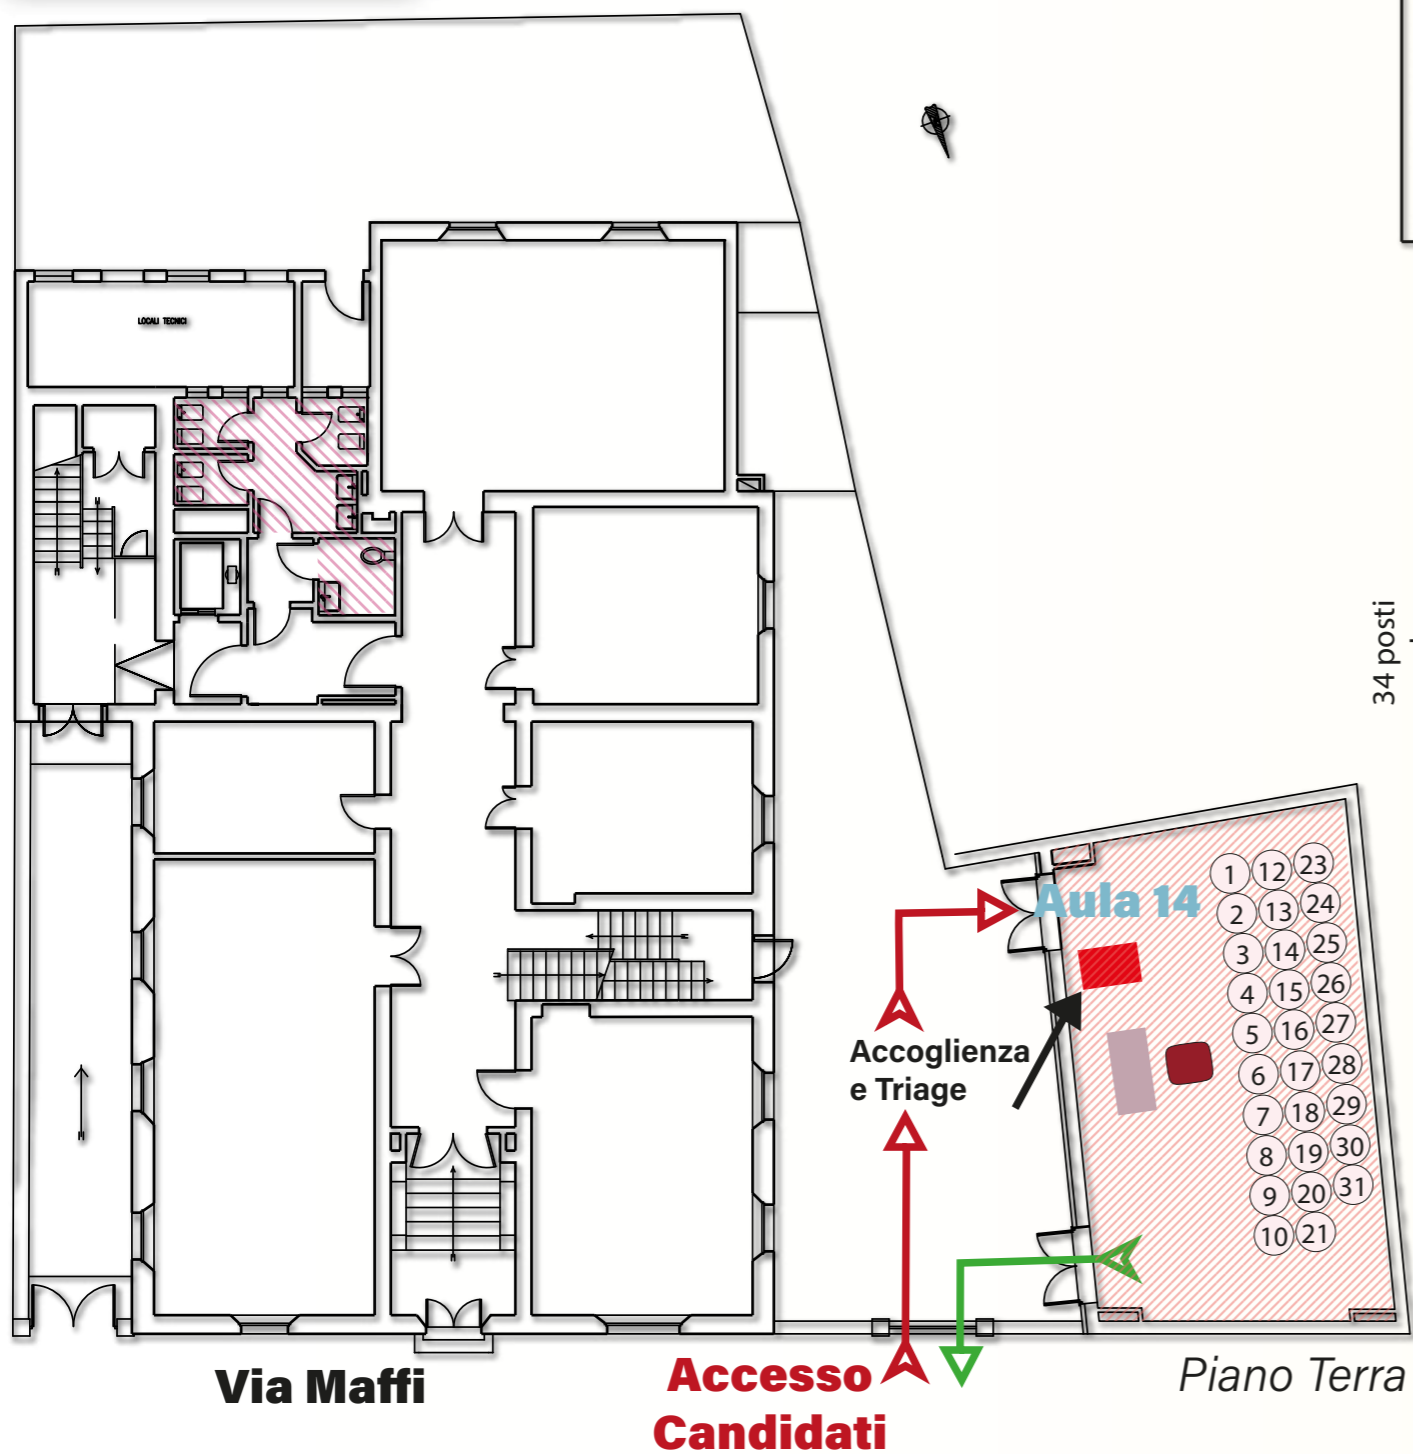 LOCALI TECNICI
34 posti
Aula 14
1 12 23
2 13 24
3 14 25
4 15 26
5 16 27
6 17 28
7 18 29
8 19 30
9 20 31
10 21
Accoglienza
e Triage
Via Maffi
Accesso
Candidati
Piano Terra